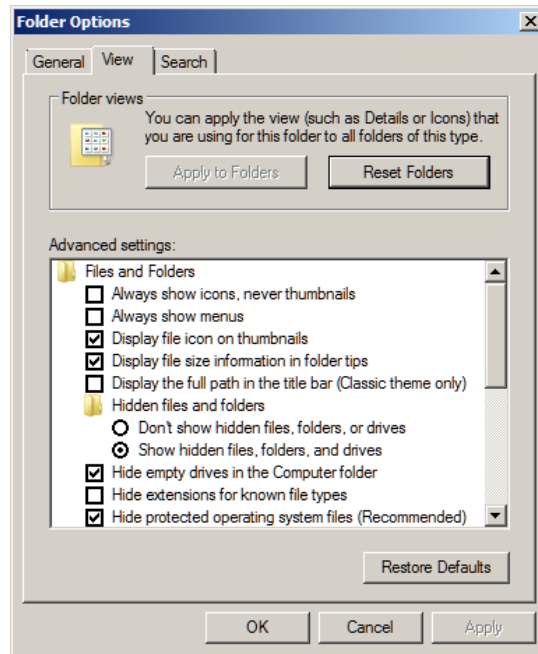 Folder Options
General View Search
Folder views
You can apply the view (such as Details or Icons) that
you are using for this folder to all folders of this type.
Apply to Folders Reset Folders
Advanced settings:
Files and Folders
Always show icons, never thumbnails
Always show menus
Display file icon on thumbnails
Display file size information in folder tips
Display the full path in the title bar (Classic theme only)
Hidden files and folders
Don't show hidden files, folders, or drives
Show hidden files, folders, and drives
Hide empty drives in the Computer folder
Hide extensions for known file types
Hide protected operating system files (Recommended)
Restore Defaults
OK Cancel Apply